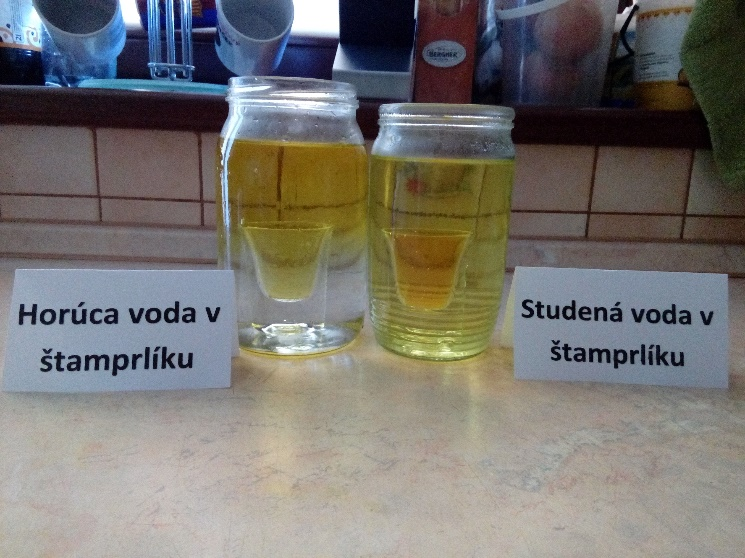 Horúca voda v
štamprlíku
Studená voda v
štamprlíku